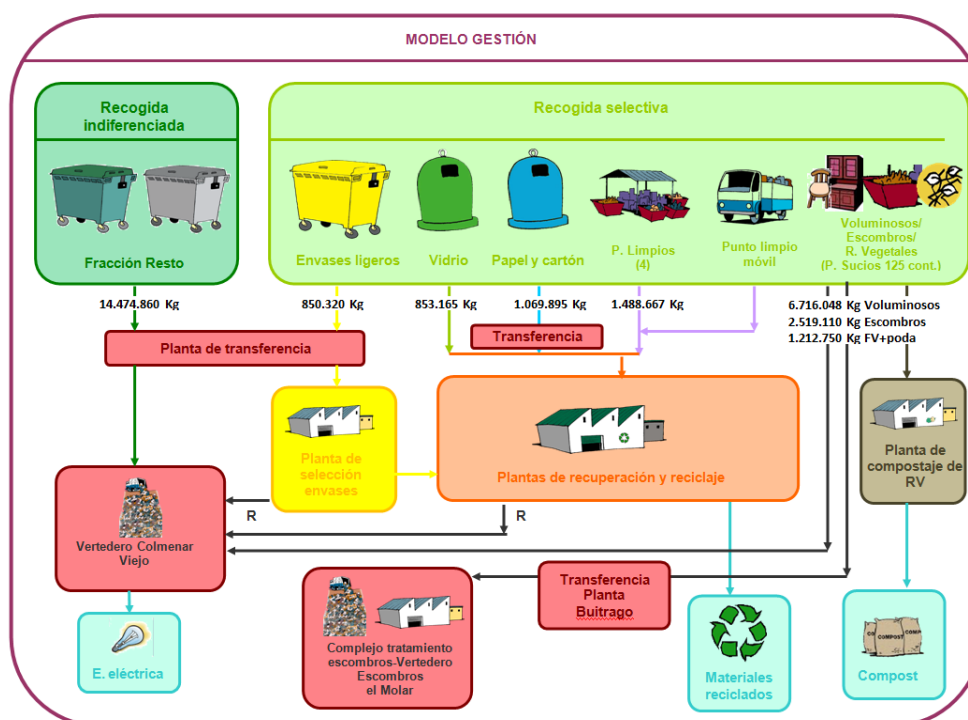 MODELO GESTIÓN
Recogida
indiferenciada
Recogida selectiva
Fracción Resto
Envases ligeros
Vidrio
Papel y cartón
P. Limpios
(4)
Punto limpio
móvil
Voluminosos/
Escombros/
R. Vegetales
(P. Sucios 125 cont.)
14.474.860 Kg
850.320 Kg
853.165 Kg
1.069.895 Kg
1.488.667 Kg
6.716.048 Kg Voluminosos
2.519.110 Kg Escombros
1.212.750 Kg FV+poda
Planta de transferencia
Transferencia
Planta de
selección
envases
Plantas de recuperación y reciclaje
Planta de
compostaje de
RV
R
R
Vertedero Colmenar
Viejo
Transferencia
Planta
Buitrago
Complejo tratamiento
escombros-Vertedero
Escombros
el Molar
E. eléctrica
Materiales
reciclados
COMPOST
Compost